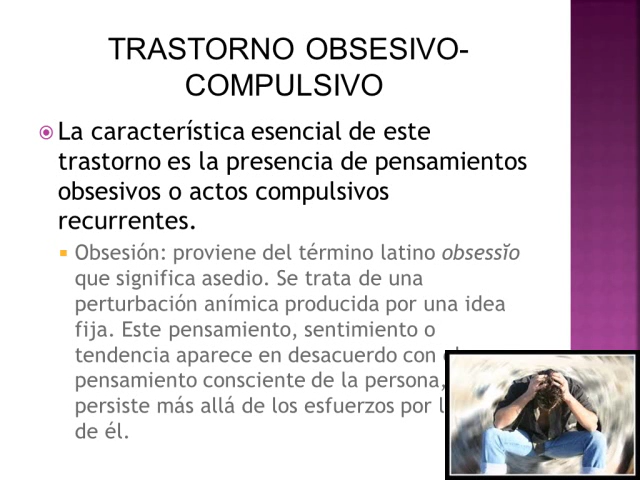 TRASTORNO OBSESIVO-
COMPULSIVO
La característica esencial de este
trastorno es la presencia de pensamientos
obsesivos o actos compulsivos
recurrentes.
Obsesión: proviene del término latino obsessĭo
que significa asedio. Se trata de una
perturbación anímica producida por una idea
fija. Este pensamiento, sentimiento o
tendencia aparece en desacuerdo con
pensamiento consciente de la persona,
persiste más allá de los esfuerzos por
de él.